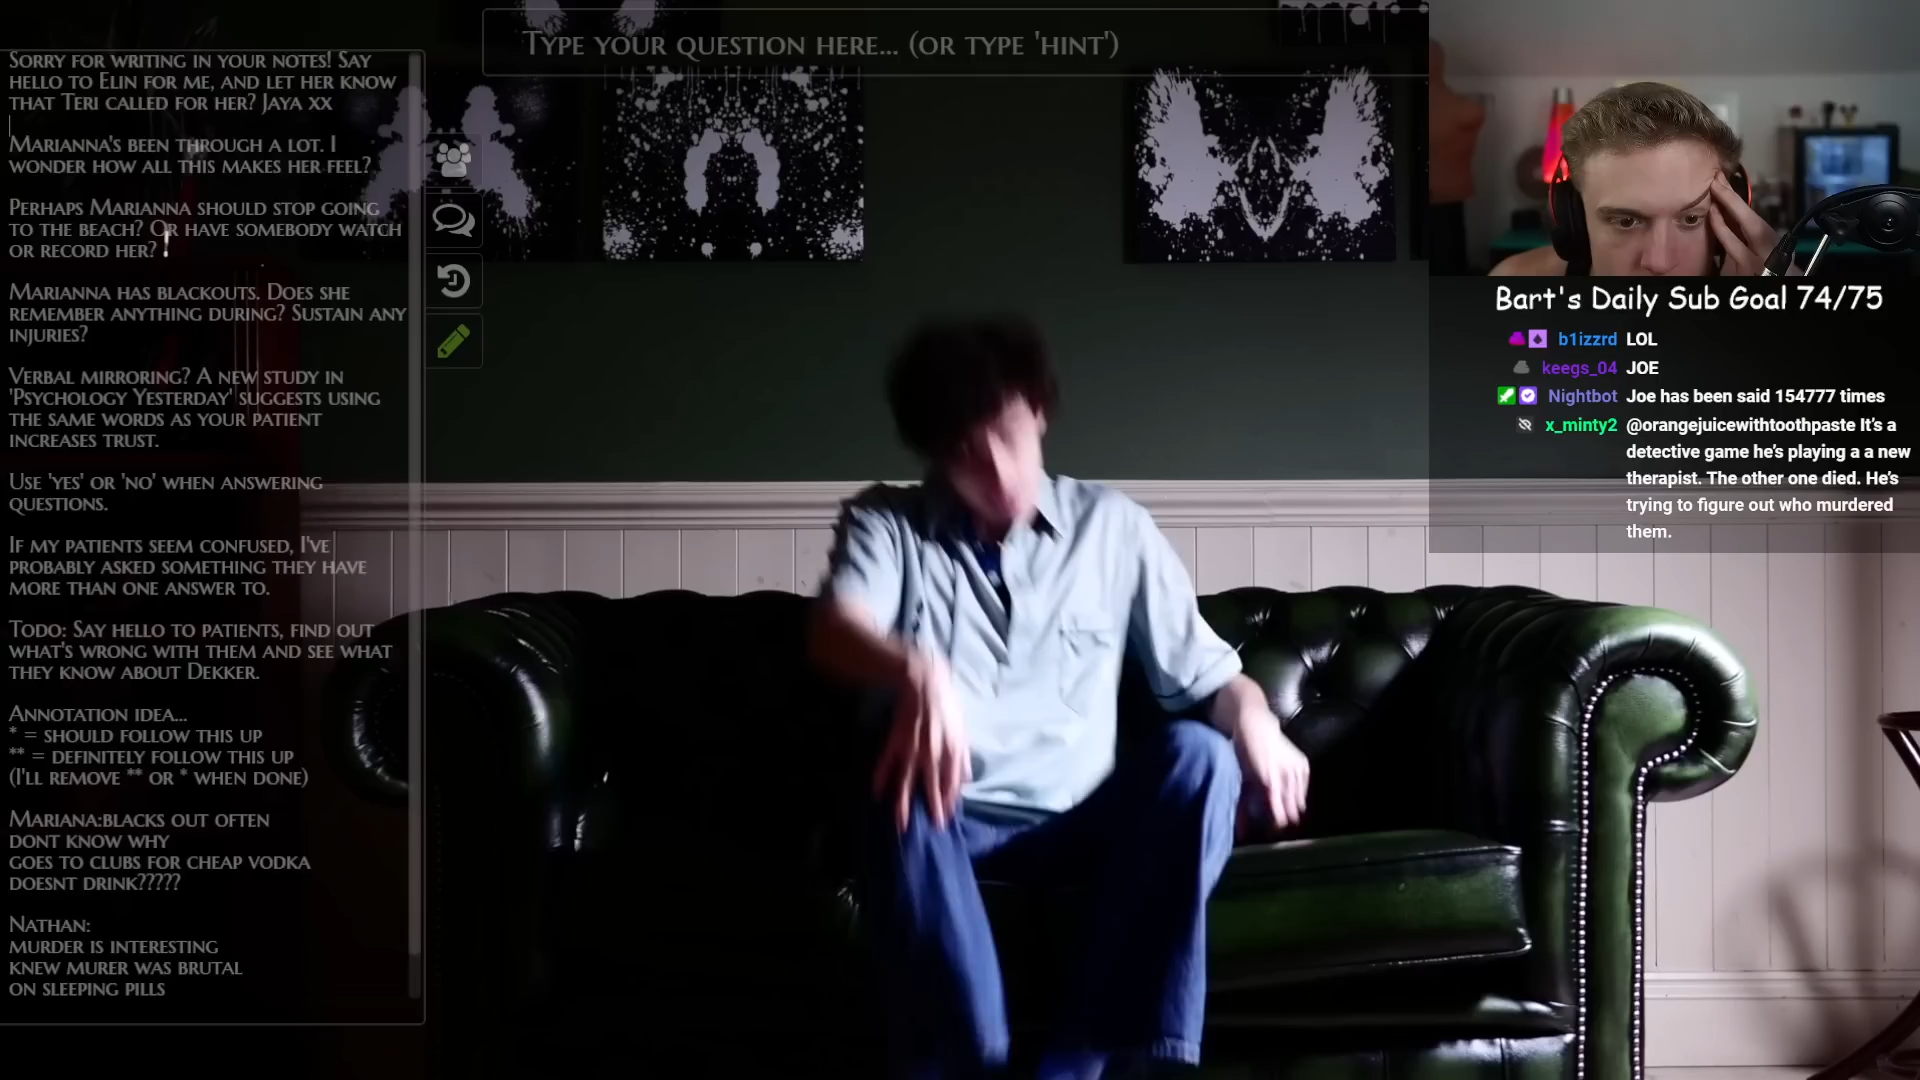 Type your question here... (or type 'hint')
Sorry for writing in your notes! Say
hello to Elin for me, and let her know
that Teri called for her? Jaya xx
Marianna's been through a lot. I
wonder how all this makes her feel?
Perhaps Marianna should stop going
to the beach? Or have somebody watch
or record her?
Marianna has blackouts. Does she
remember anything during? Sustain any
injuries?
Verbal mirroring? A new study in
'Psychology Yesterday' suggests using
the same words as your patient
increases trust.
Use 'yes' or 'no' when answering
questions.
If my patients seem confused, I've
probably asked something they have
more than one answer to.
Todo: Say hello to patients, find out
what's wrong with them and see what
they know about Dekker.
Annotation idea...
* = should follow this up
** = definitely follow this up
(I'll remove ** or * when done)
Mariana:blacks out often
dont know why
goes to clubs for cheap vodka
doesnt drink?????
Nathan:
murder is interesting
knew murer was brutal
on sleeping pills
Bart's Daily Sub Goal 74/75
b1izzrd LOL
keegs_04 JOE
Nightbot Joe has been said 154777 times
x_minty2 @orangejuicewithtoothpaste It's a
detective game he's playing a a new
therapist. The other one died. He's
trying to figure out who murdered
them.